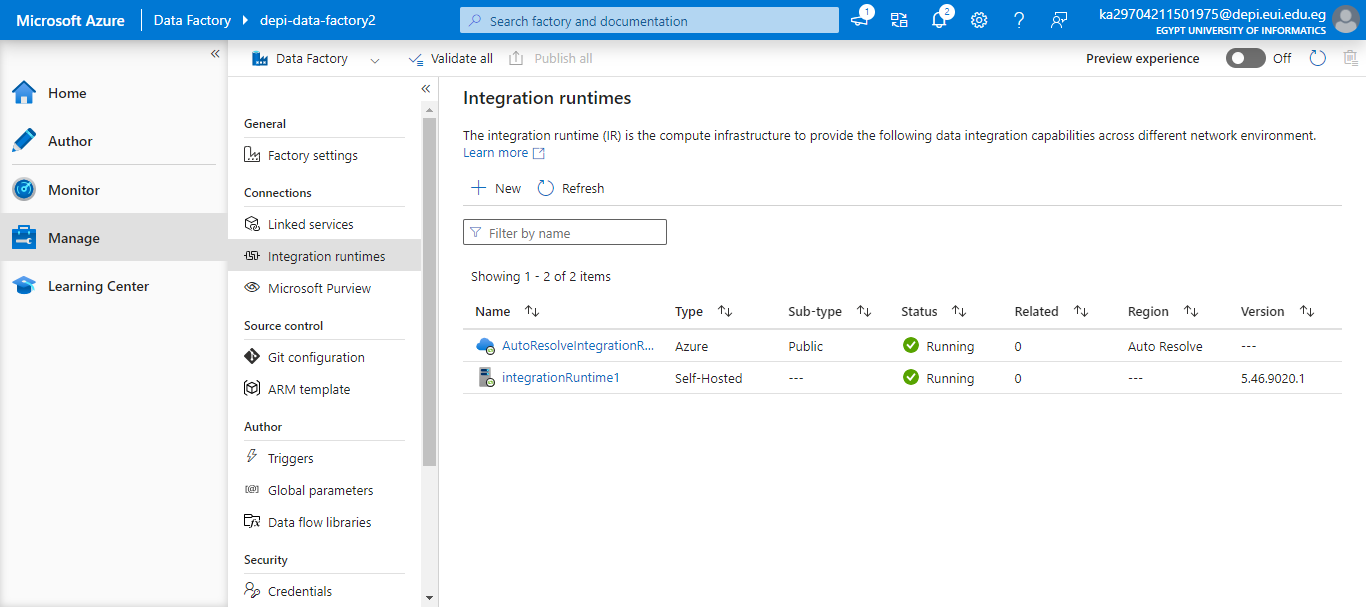 Microsoft Azure
Data Factory
depi-data-factory2
Search factory and documentation
1
2
ka29704211501975@depi.eui.edu.eg
EGYPT UNIVERSITY OF INFORMATICS
«
Home
Author
Monitor
Manage
Learning Center
Data Factory
Validate all
Publish all
Preview experience
Off
«
General
Factory settings
Connections
Linked services
Integration runtimes
Microsoft Purview
Source control
Git configuration
ARM template
Author
Triggers
Global parameters
Data flow libraries
Security
Credentials
Integration runtimes
The integration runtime (IR) is the compute infrastructure to provide the following data integration capabilities across different network environment.
Learn more
New
Refresh
Filter by name
Showing 1 - 2 of 2 items
Name Type Sub-type Status Related Region Version
AutoResolveIntegrationR... Azure Public Running 0 Auto Resolve ---
integrationRuntime1 Self-Hosted --- Running 0 --- 5.46.9020.1